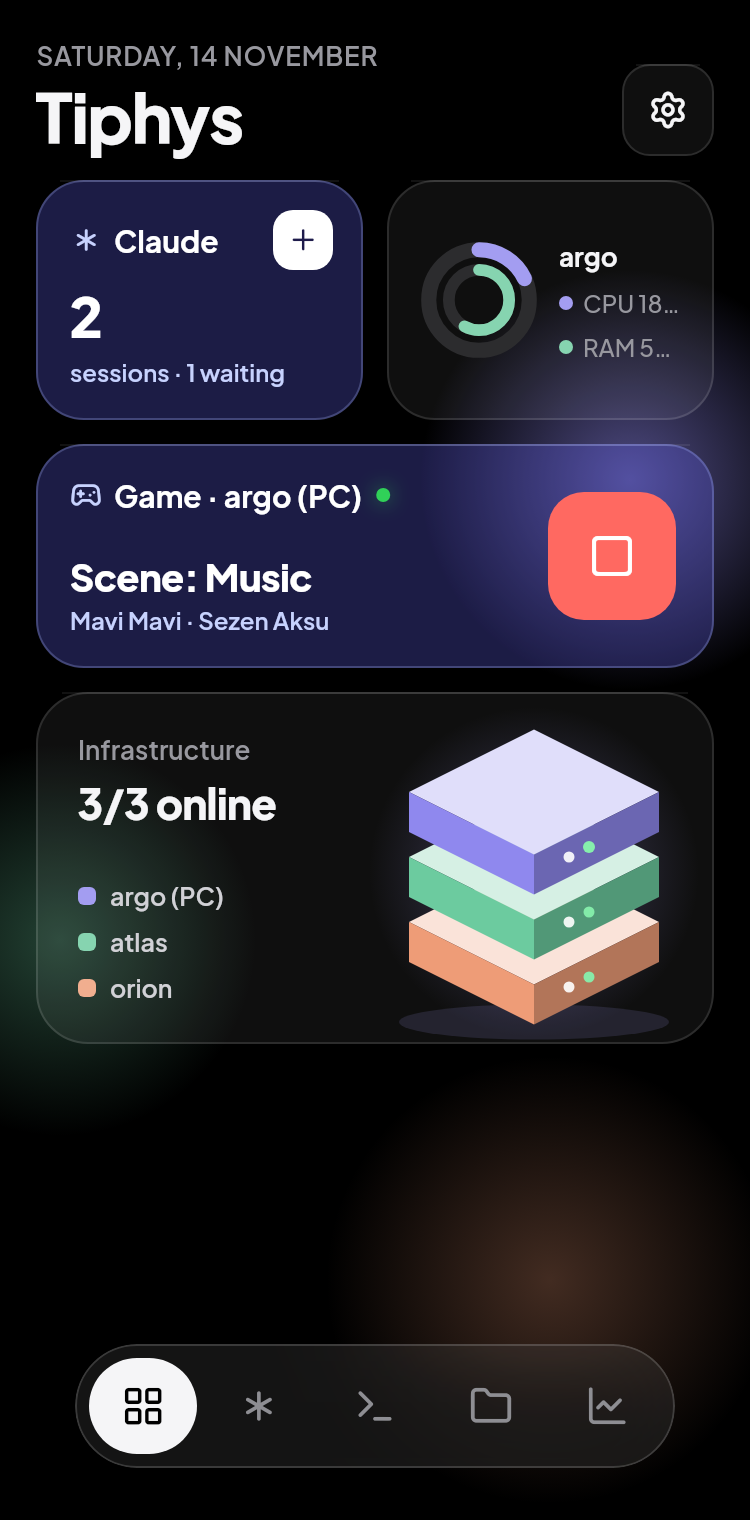 SATURDAY, 14 NOVEMBER
Tiphys
Claude
2
sessions · 1 waiting
argo
CPU 18...
RAM 5...
Game · argo (PC)
Scene: Music
Mavi Mavi · Sezen Aksu
Infrastructure
3/3 online
argo (PC)
atlas
orion